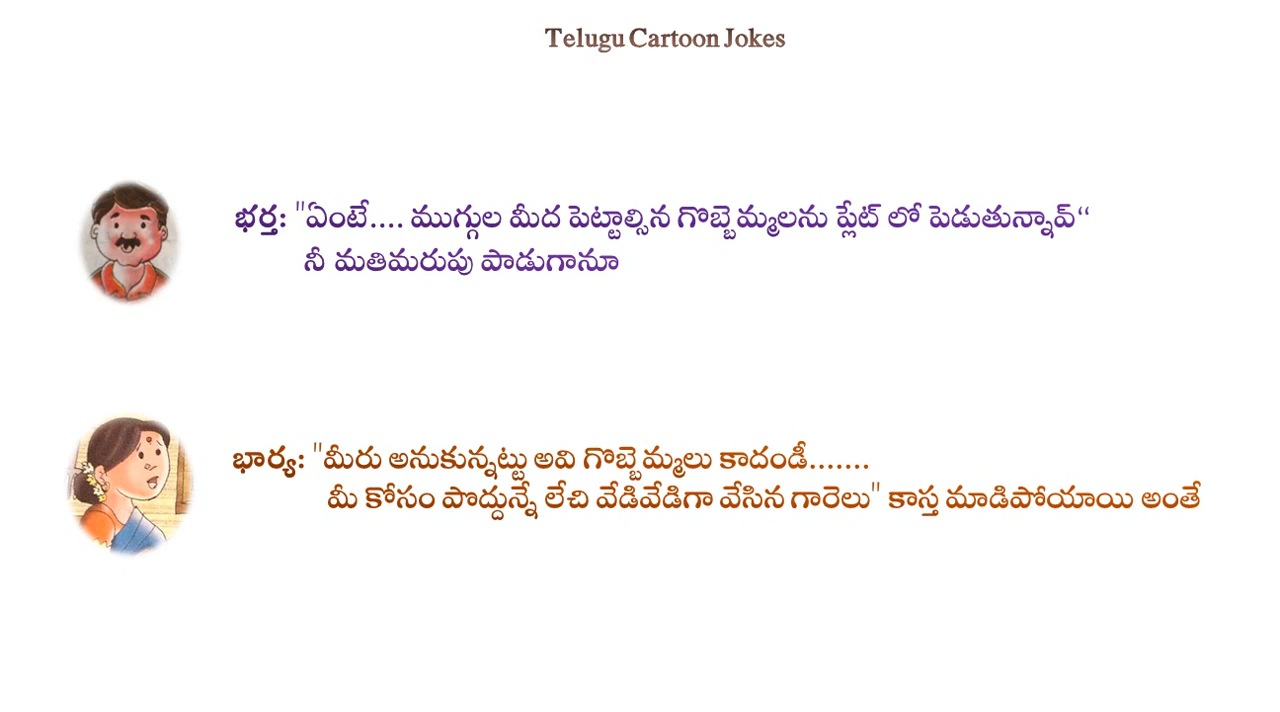 Telugu Cartoon Jokes
భర్త: "ఏంటే.... ముగ్గుల మీద పెట్టాల్సిన గొబ్బెమ్మలను ప్లేట్ లో పెడుతున్నావ్“
నీ మతిమరుపు పాడుగానూ
భార్య: "మీరు అనుకున్నట్టు అవి గొబ్బెమ్మలు కాదండీ.......
మీ కోసం పొద్దున్నే లేచి వేడివేడిగా వేసిన గారెలు" కాస్త మాడిపోయాయి అంతే